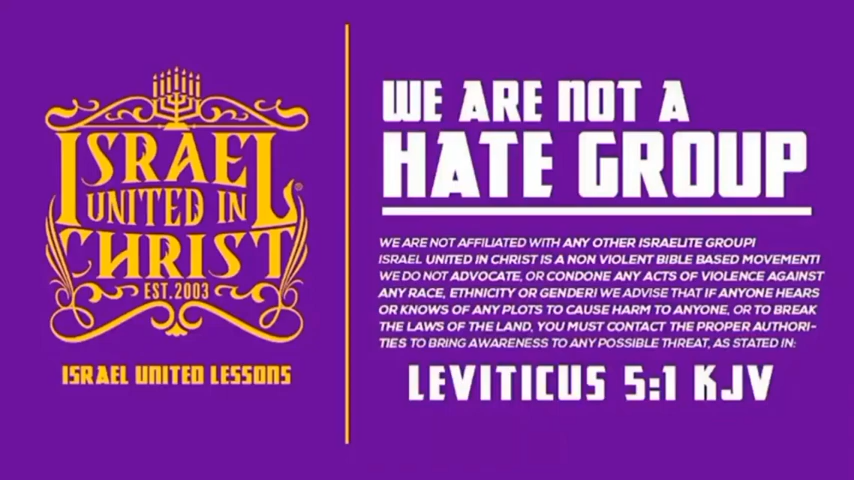 ISRAEL
UNITED IN
CHRIST
EST. 2003
ISRAEL UNITED LESSONS
WE ARE NOT A
HATE GROUP
WE ARE NOT AFFILIATED WITH ANY OTHER ISRAELITE GROUP!
ISRAEL UNITED IN CHRIST IS A NON VIOLENT BIBLE BASED MOVEMENT!
WE DO NOT ADVOCATE, OR CONDONE ANY ACTS OF VIOLENCE AGAINST
ANY RACE, ETHNICITY OR GENDER! WE ADVISE THAT IF ANYONE HEARS
OR KNOWS OF ANY PLOTS TO CAUSE HARM TO ANYONE, OR TO BREAK
THE LAWS OF THE LAND, YOU MUST CONTACT THE PROPER AUTHORI-
TIES TO BRING AWARENESS TO ANY POSSIBLE THREAT, AS STATED IN:
LEVITICUS 5:1 KJV